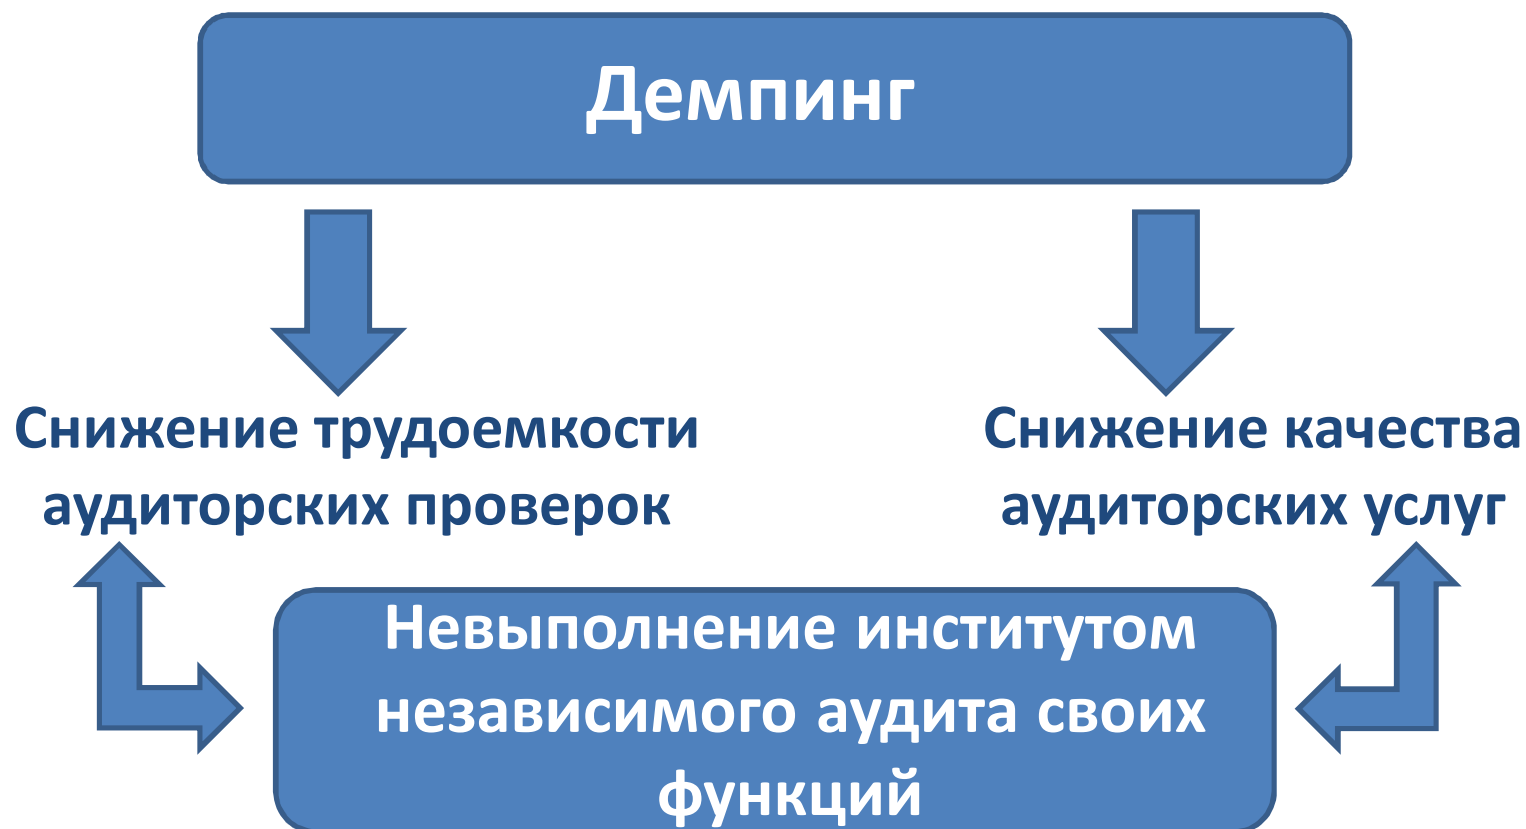 Демпинг
Снижение трудоемкости
аудиторских проверок
Снижение качества
аудиторских услуг
Невыполнение институтом
независимого аудита своих
функций